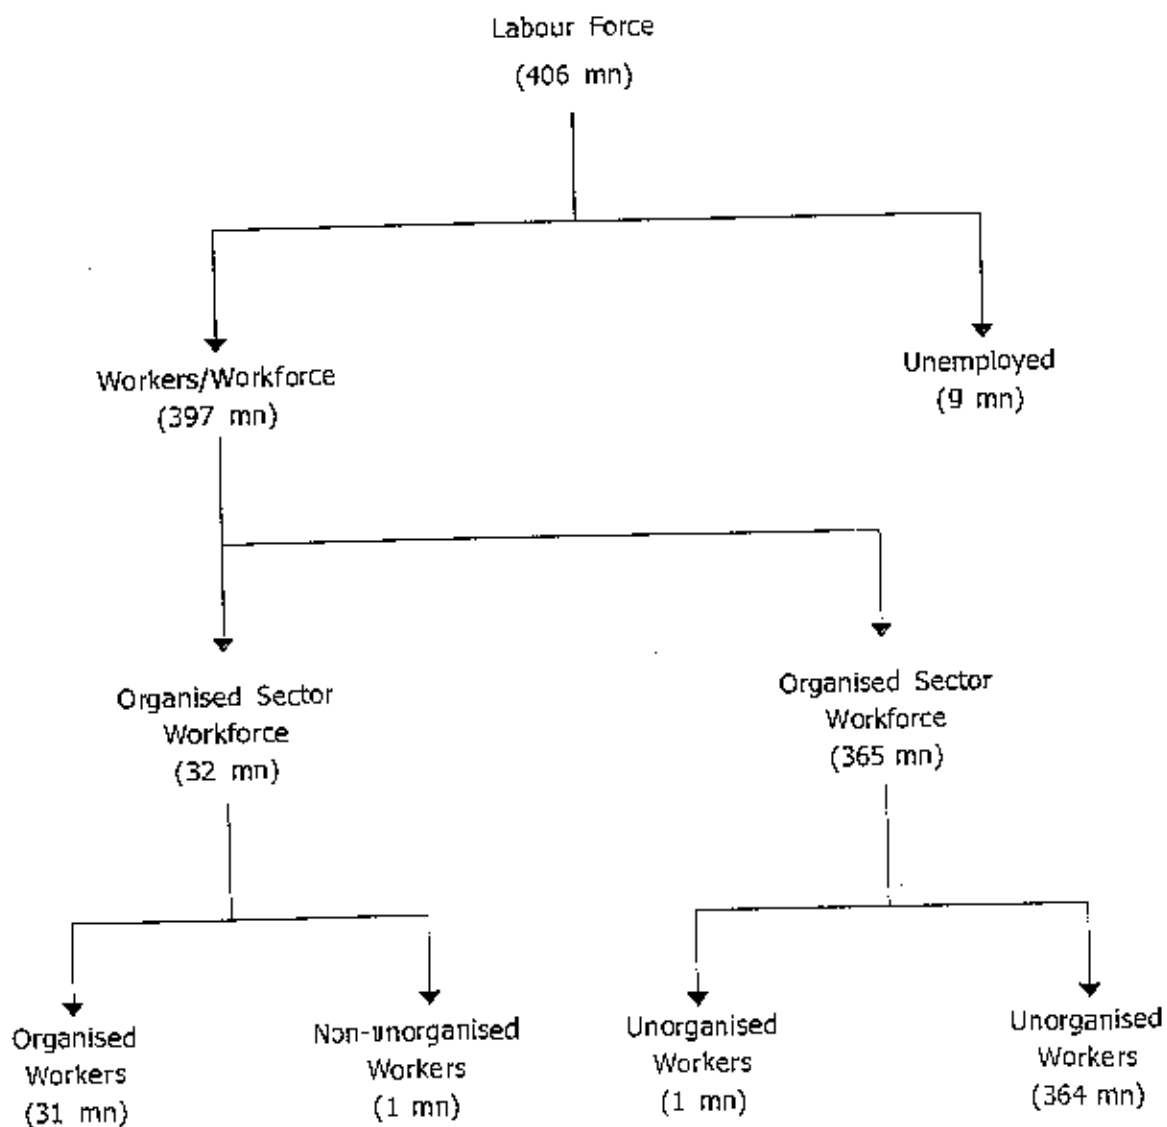 Labour Force
(406 mn)
Workers/Workforce
(397 mn)
Unemployed
(9 mn)
Organised Sector
Workforce
(32 mn)
Organised Sector
Workforce
(365 mn)
Organised
Workers
(31 mn)
Non-unorganised
Workers
(1 mn)
Unorganised
Workers
(1 mn)
Unorganised
Workers
(364 mn)